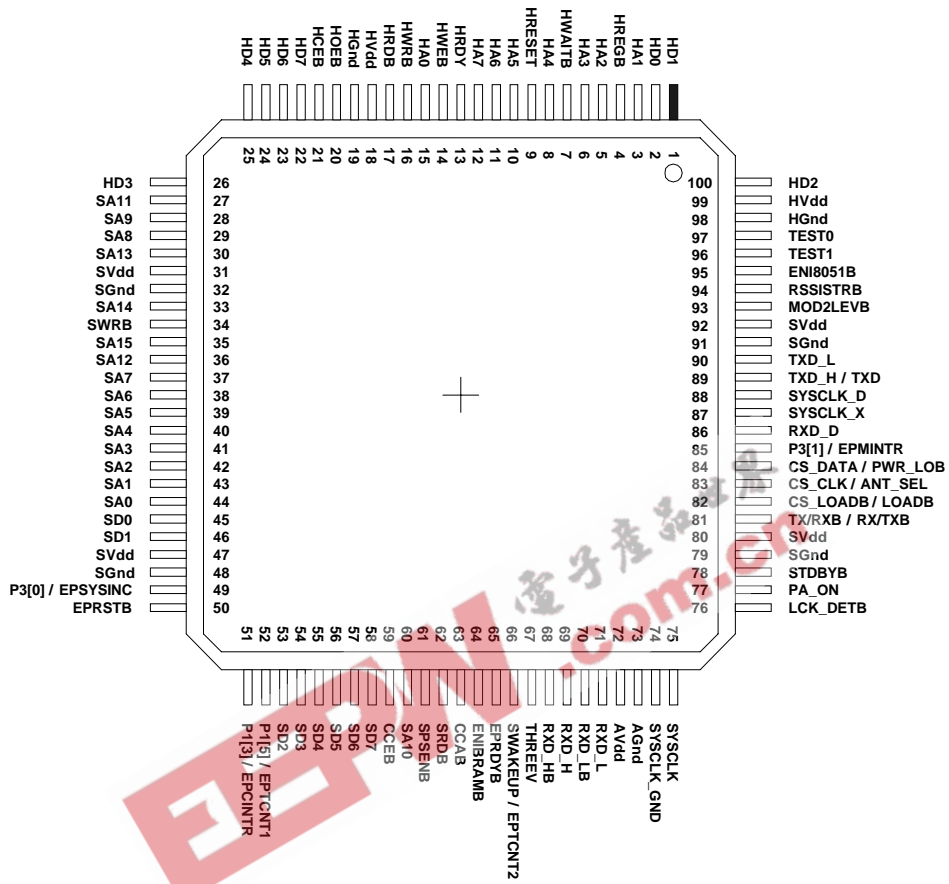 HD4
HD5
HD6
HD7
HCEB
HOEB
HGnd
HVdd
HRDB
HWRB
HA0
HWEB
HRDY
HA7
HA6
HA5
HRESET
HA4
HWAITB
HA3
HA2
HREGB
HA1
HD0
HD1
25
24
23
22
21
20
19
18
17
16
15
14
13
12
11
10
9
8
7
6
5
4
3
2
1
HD3 26
SA11 27
SA9 28
SA8 29
SA13 30
SVdd 31
SGnd 32
SA14 33
SWRB 34
SA15 35
SA12 36
SA7 37
SA6 38
SA5 39
SA4 40
SA3 41
SA2 42
SA1 43
SA0 44
SD0 45
SD1 46
SVdd 47
SGnd 48
P3[0] / EPSYSINC 49
EPRSTB 50
100 HD2
99 HVdd
98 HGnd
97 TEST0
96 TEST1
95 ENI8051B
94 RSSISTRB
93 MOD2LEVB
92 SVdd
91 SGnd
90 TXD_L
89 TXD_H / TXD
88 SYSCLK_D
87 SYSCLK_X
86 RXD_D
85 P3[1] / EPMINTR
84 CS_DATA / PWR_LOB
83 CS_CLK / ANT_SEL
82 CS_LOADB / LOADB
81 TX/RXB / RX/TXB
80 SVdd
79 SGnd
78 STDBYB
77 PA_ON
76 LCK_DETB
51
52
53
54
55
56
57
58
59
60
61
62
63
64
65
66
67
68
69
70
71
72
73
74
75
P1[3] / EPCINTR
P1[5] / EPTCNT1
SD2
SD3
SD4
SD5
SD6
SD7
CCEB
SA10
SPSENB
SRDB
CCAB
ENIBRAMB
EPRDYB
SWAKEUP / EPTCNT2
THREEV
RXD_HB
RXD_H
RXD_LB
RXD_L
AVdd
AGnd
SYSCLK_GND
SYSCLK
EEPW
電子產品世界
.com.cn